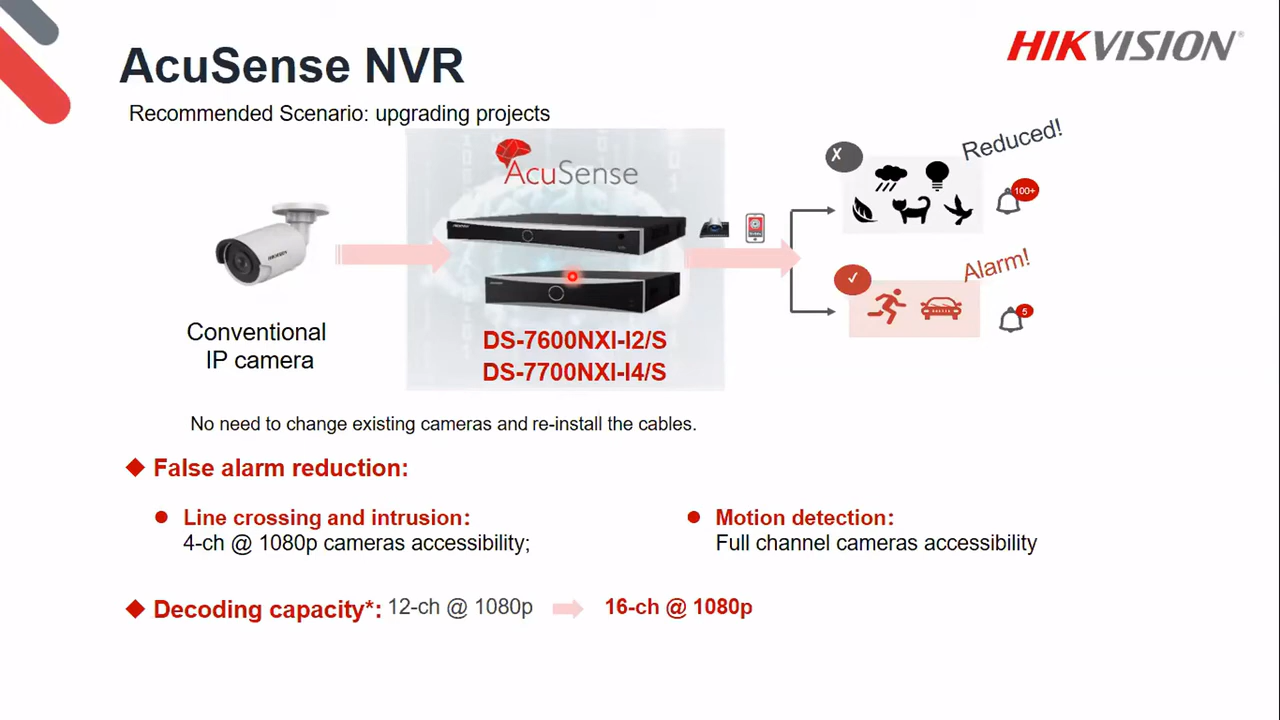 AcuSense NVR
HIKVISION®
Recommended Scenario: upgrading projects
AcuSense
Reduced!
X
100+
Alarm!
✓
5
HIKVISION
Conventional
IP camera
DS-7600NXI-I2/S
DS-7700NXI-I4/S
No need to change existing cameras and re-install the cables.
False alarm reduction:
Line crossing and intrusion:
4-ch @ 1080p cameras accessibility;
Motion detection:
Full channel cameras accessibility
Decoding capacity*: 12-ch @ 1080p 16-ch @ 1080p